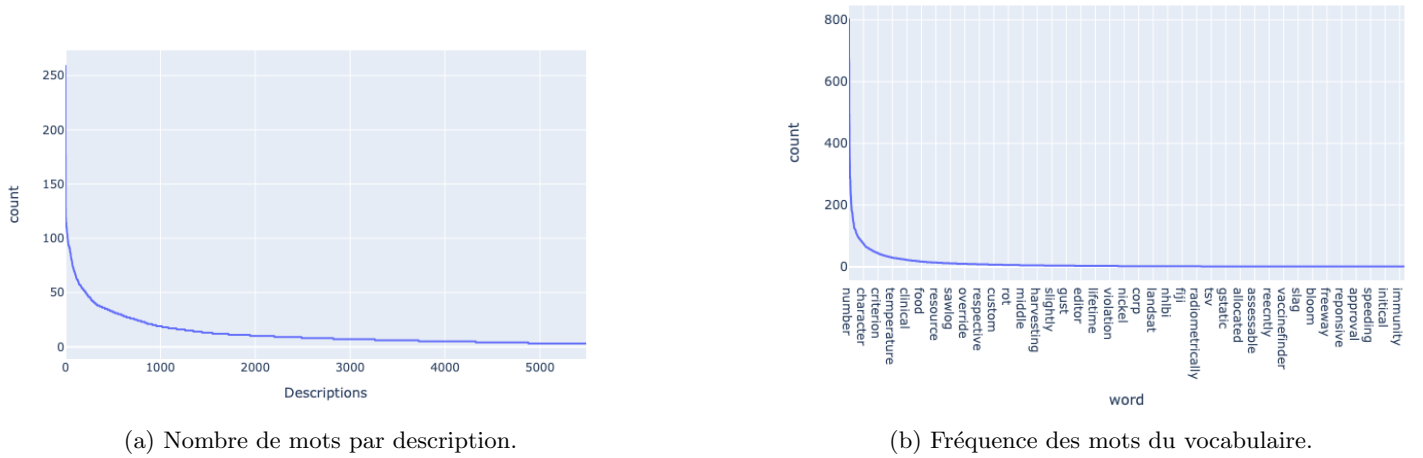 250
200
150
100
50
0
count
0 1000 2000 3000 4000 5000
Descriptions
(a) Nombre de mots par description.
800
600
400
200
0
count
number
character
criterion
temperature
clinical
food
resource
sawlog
override
respective
custom
rot
middle
harvesting
slightly
gust
editor
lifetime
violation
nickel
corp
landsat
nhlbi
fiji
radiometrically
tsv
gstatic
allocated
assessable
reecntly
vaccinefinder
slag
bloom
freeway
reponsive
approval
speeding
initical
immunity
word
(b) Fréquence des mots du vocabulaire.